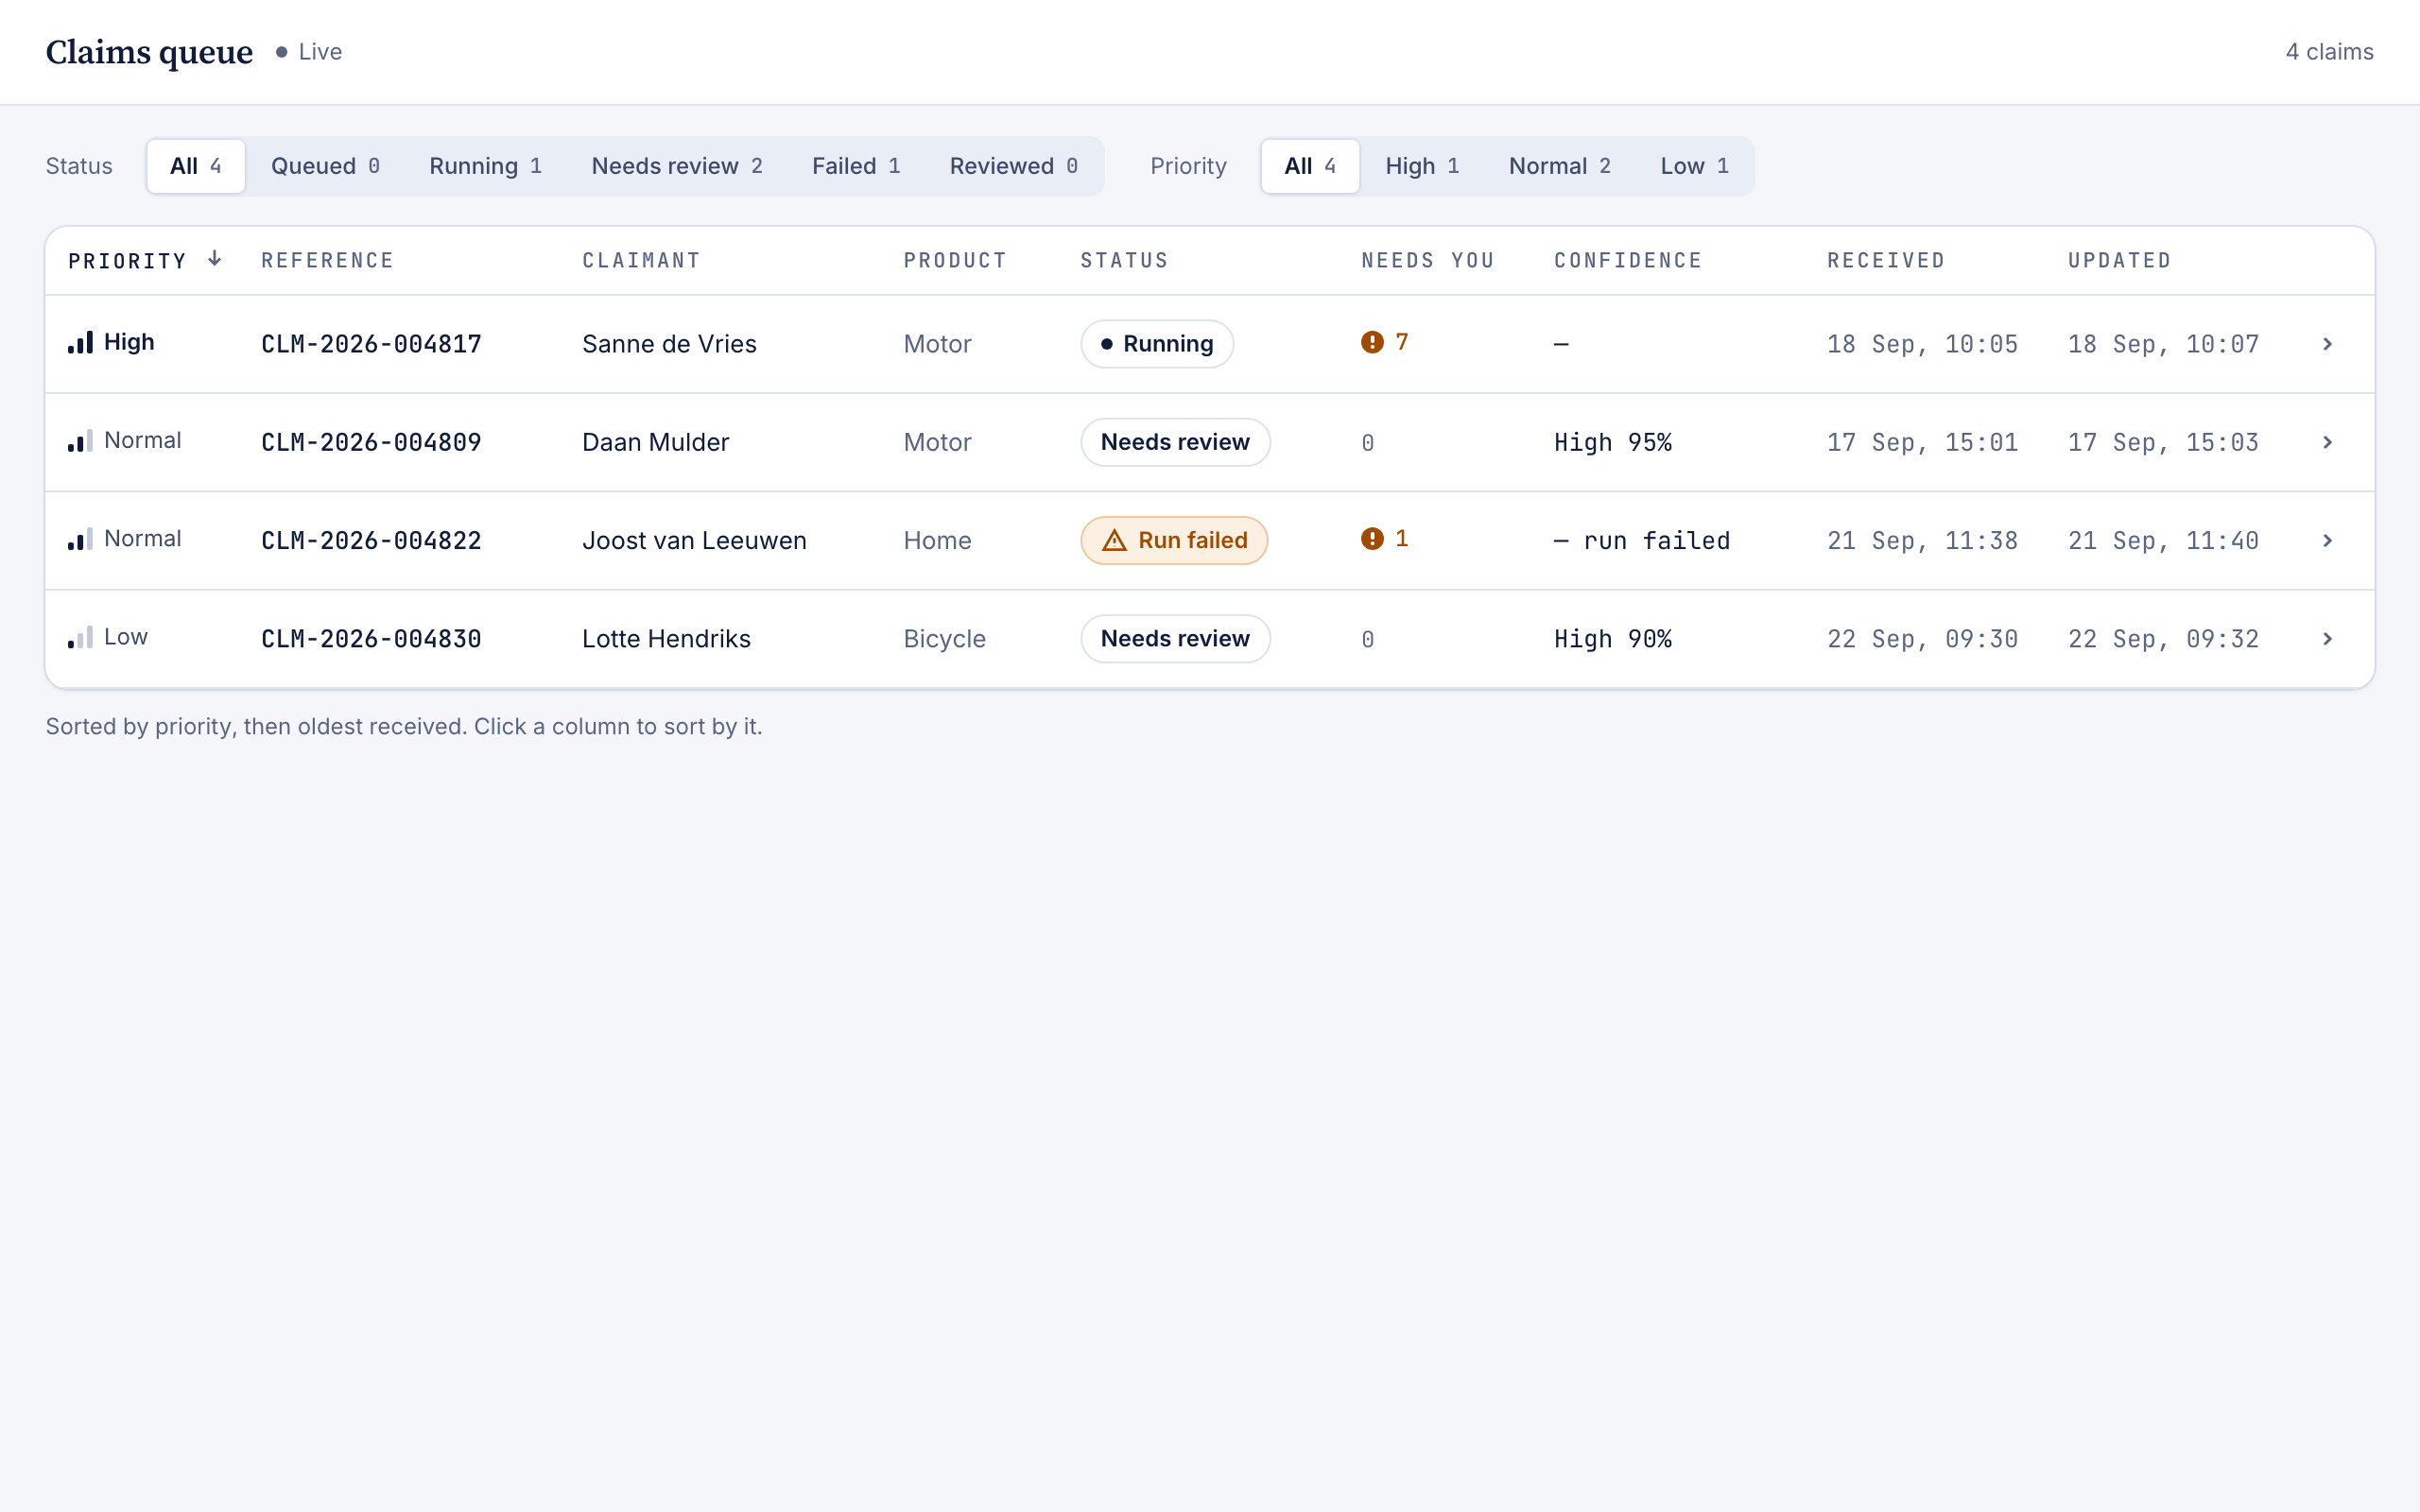 Claims queue Live 4 claims
Status All 4 Queued 0 Running 1 Needs review 2 Failed 1 Reviewed 0 Priority All 4 High 1 Normal 2 Low 1
PRIORITY ↓ REFERENCE CLAIMANT PRODUCT STATUS NEEDS YOU CONFIDENCE RECEIVED UPDATED
High CLM-2026-004817 Sanne de Vries Motor Running 7 — 18 Sep, 10:05 18 Sep, 10:07
Normal CLM-2026-004809 Daan Mulder Motor Needs review 0 High 95% 17 Sep, 15:01 17 Sep, 15:03
Normal CLM-2026-004822 Joost van Leeuwen Home Run failed 1 — run failed 21 Sep, 11:38 21 Sep, 11:40
Low CLM-2026-004830 Lotte Hendriks Bicycle Needs review 0 High 90% 22 Sep, 09:30 22 Sep, 09:32
Sorted by priority, then oldest received. Click a column to sort by it.